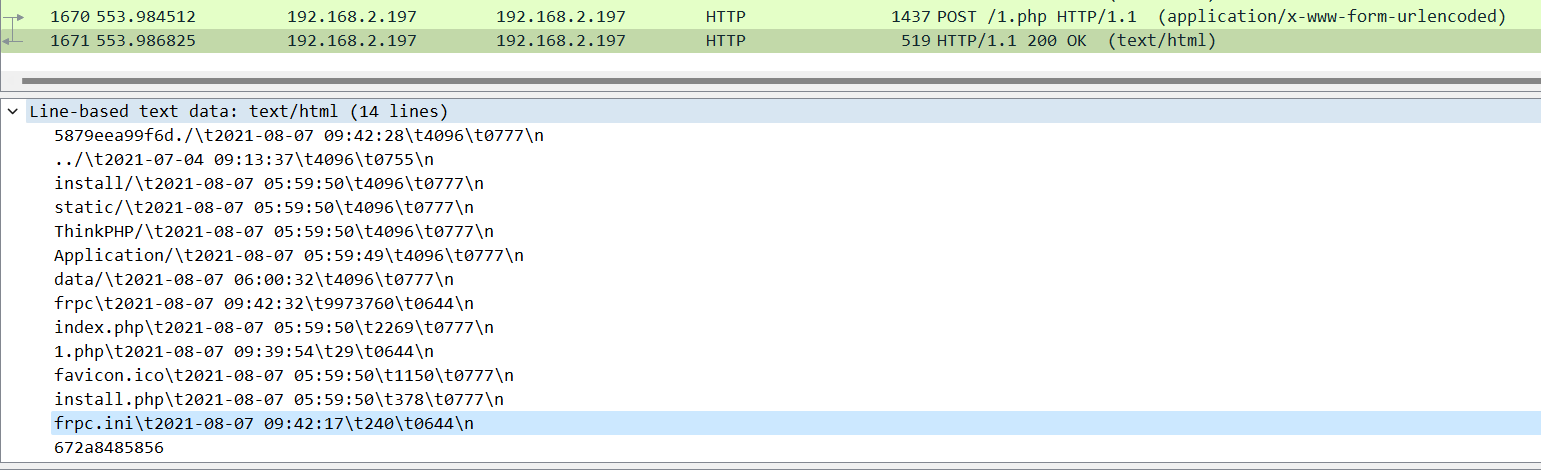 1670 553.984512 192.168.2.197 192.168.2.197 HTTP 1437 POST /1.php HTTP/1.1 (application/x-www-form-urlencoded)
1671 553.986825 192.168.2.197 192.168.2.197 HTTP 519 HTTP/1.1 200 OK (text/html)
Line-based text data: text/html (14 lines)
5879eea99f6d./\t2021-08-07 09:42:28\t4096\t0777\n
../\t2021-07-04 09:13:37\t4096\t0755\n
install/\t2021-08-07 05:59:50\t4096\t0777\n
static/\t2021-08-07 05:59:50\t4096\t0777\n
ThinkPHP/\t2021-08-07 05:59:50\t4096\t0777\n
Application/\t2021-08-07 05:59:49\t4096\t0777\n
data/\t2021-08-07 06:00:32\t4096\t0777\n
frpc\t2021-08-07 09:42:32\t9973760\t0644\n
index.php\t2021-08-07 05:59:50\t2269\t0777\n
1.php\t2021-08-07 09:39:54\t29\t0644\n
favicon.ico\t2021-08-07 05:59:50\t1150\t0777\n
install.php\t2021-08-07 05:59:50\t378\t0777\n
frpc.ini\t2021-08-07 09:42:17\t240\t0644\n
672a8485856